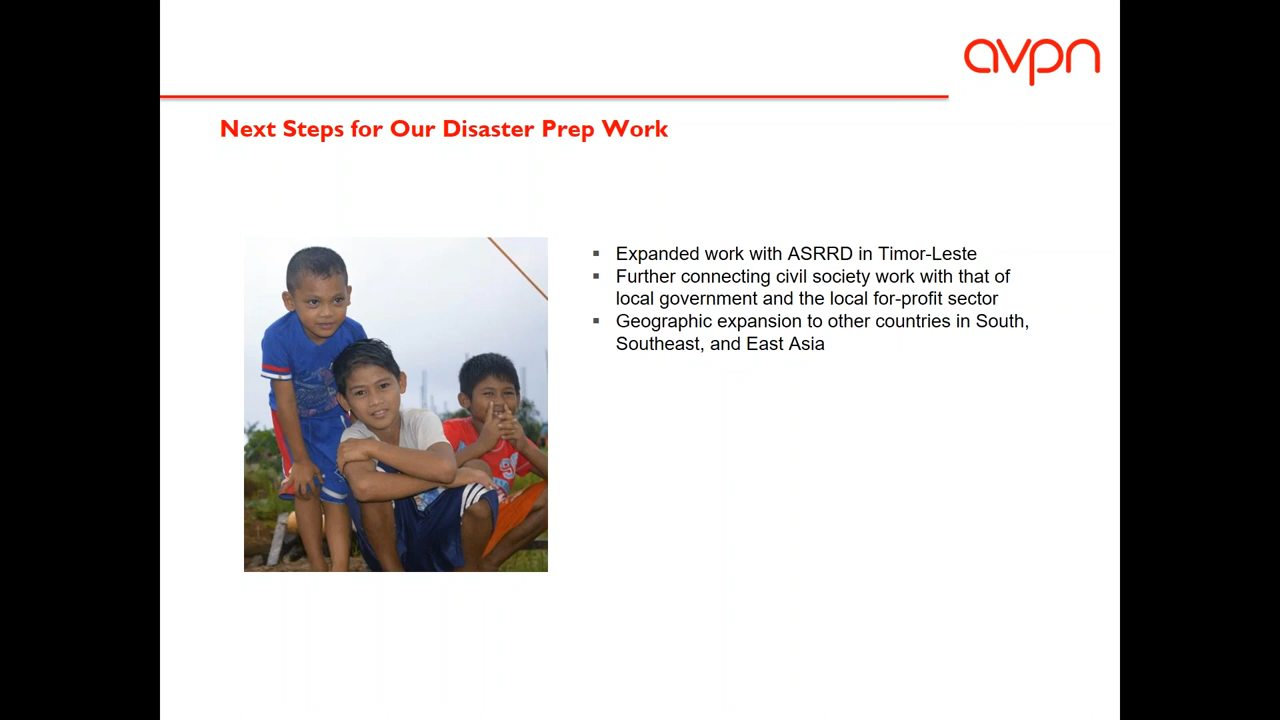 avpn
Next Steps for Our Disaster Prep Work
▪ Expanded work with ASRRD in Timor-Leste
▪ Further connecting civil society work with that of
local government and the local for-profit sector
▪ Geographic expansion to other countries in South,
Southeast, and East Asia